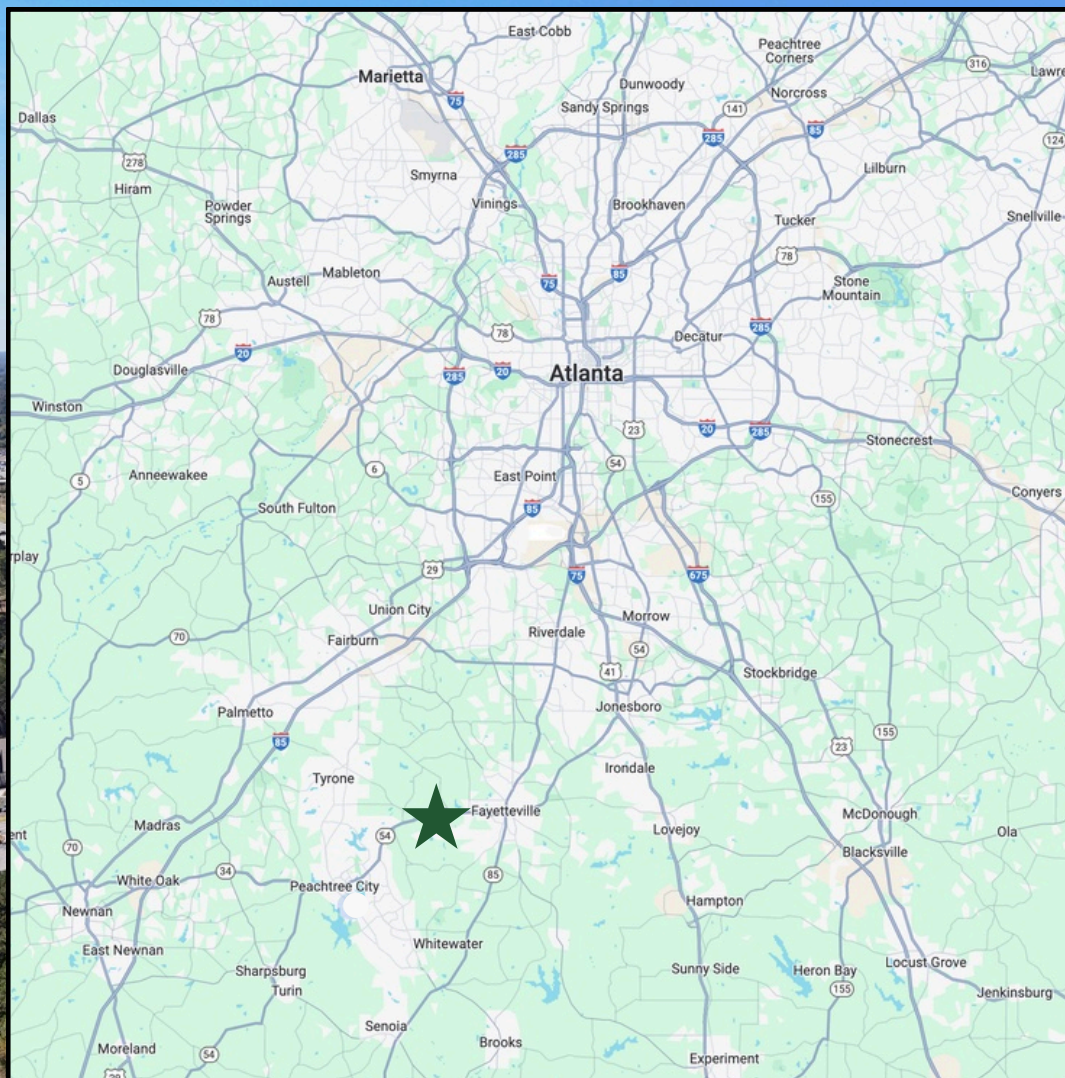 East Cobb
Peachtree
Corners
Marietta
316
Dunwoody
75
Norcross
Sandy Springs
141
Dallas
85
285
124
285
278
Lilburn
Smyrna
Hiram
Vinings
Brookhaven
Powder
Springs
Snellville
Tucker
78
Mableton
85
Austell
75
Stone
Mountain
78
285
78
Decatur
20
Douglasville
20
Atlanta
285
Winston
23
20
285
Stonecrest
54
6
East Point
Anneewakee
5
Conyers
155
South Fulton
85
29
75
675
Union City
Morrow
Riverdale
70
Fairburn
54
41
Stockbridge
Jonesboro
Palmetto
155
85
23
Irondale
Tyrone
Fayetteville
McDonough
Madras
Lovejoy
Ola
54
70
Blacksville
34
85
White Oak
Peachtree City
Hampton
Newnan
Whitewater
East Newnan
Locust Grove
Sharpsburg
Sunny Side
Heron Bay
Turin
155
Jenkinsburg
Senoia
Brooks
Moreland
54
Experiment
29